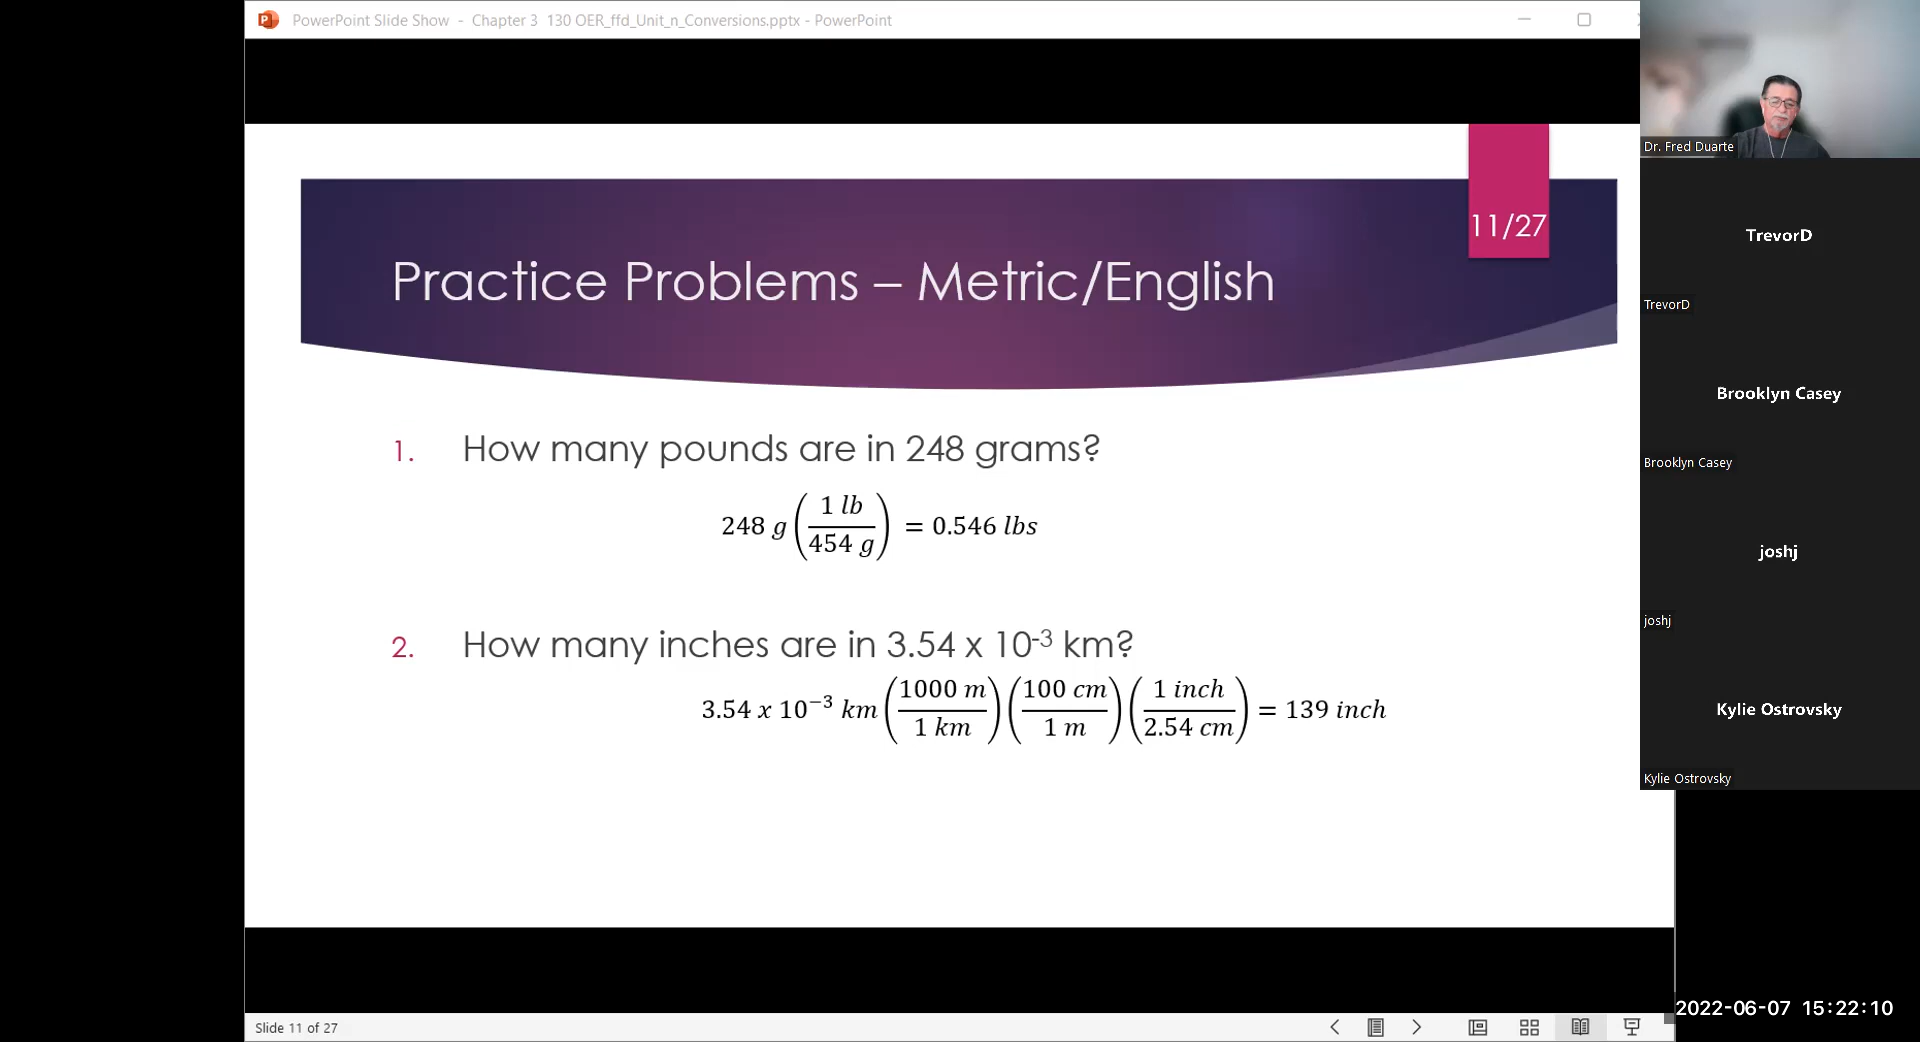 PowerPoint Slide Show - Chapter 3 130 OER_ffd_Unit_n_Conversions.pptx - PowerPoint
11/27
Practice Problems – Metric/English
1. How many pounds are in 248 grams?
248 g (1 lb / 454 g) = 0.546 lbs
2. How many inches are in 3.54 x 10⁻³ km?
3.54 x 10⁻³ km (1000 m / 1 km) (100 cm / 1 m) (1 inch / 2.54 cm) = 139 inch
Slide 11 of 27
Dr. Fred Duarte
TrevorD
TrevorD
Brooklyn Casey
Brooklyn Casey
joshj
joshj
Kylie Ostrovsky
Kylie Ostrovsky
2022-06-07 15:22:10